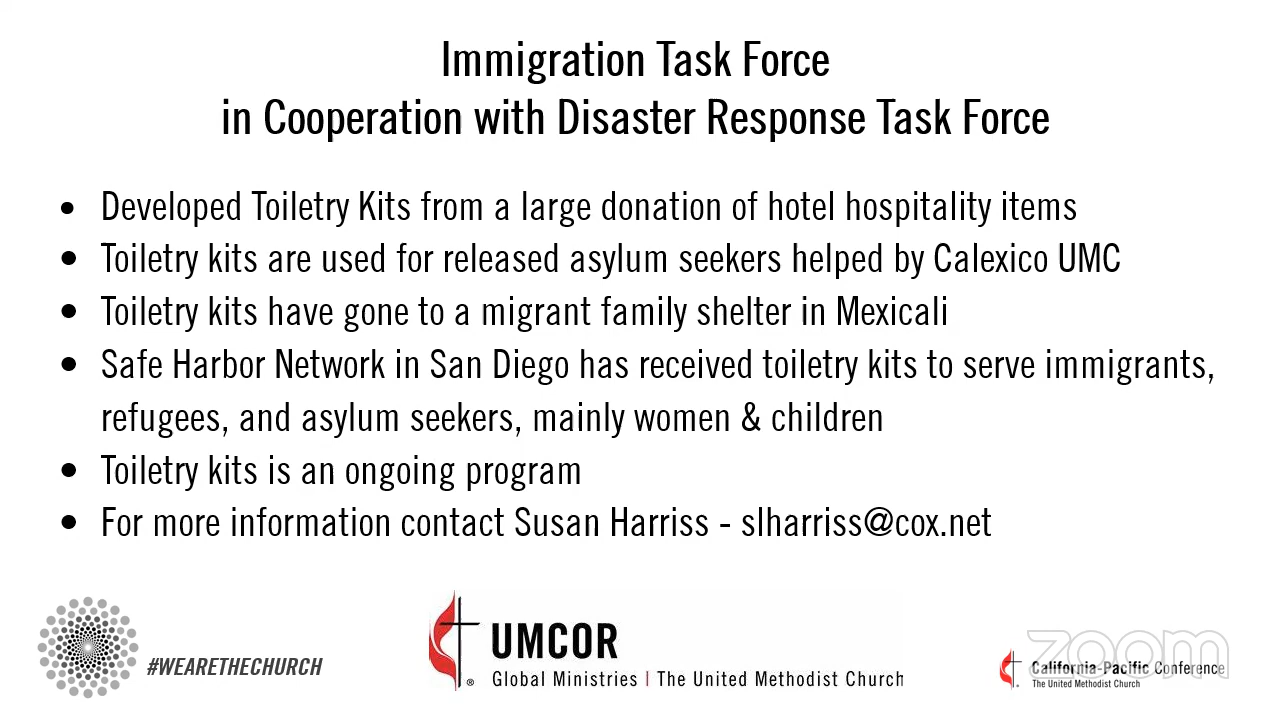 Immigration Task Force
in Cooperation with Disaster Response Task Force
• Developed Toiletry Kits from a large donation of hotel hospitality items
• Toiletry kits are used for released asylum seekers helped by Calexico UMC
• Toiletry kits have gone to a migrant family shelter in Mexicali
• Safe Harbor Network in San Diego has received toiletry kits to serve immigrants,
refugees, and asylum seekers, mainly women & children
• Toiletry kits is an ongoing program
• For more information contact Susan Harriss - slharriss@cox.net
#WEARETHECHURCH
UMCOR
® Global Ministries | The United Methodist Church
zoom
California-Pacific Conference
The United Methodist Church